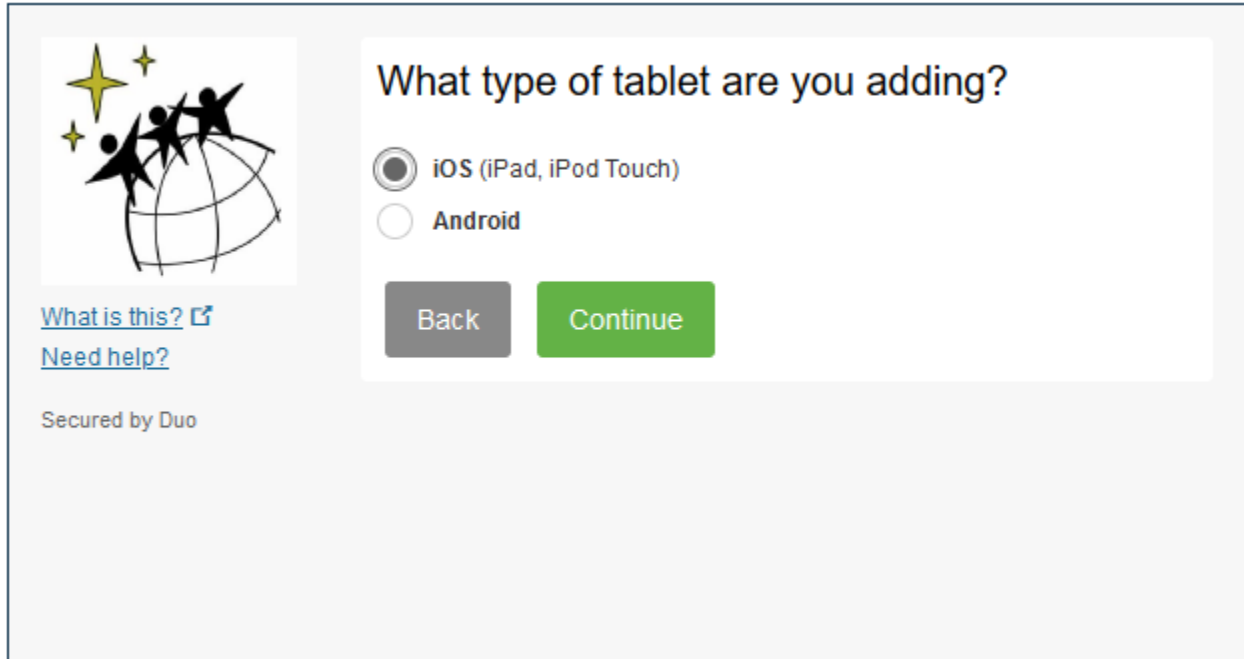 What type of tablet are you adding?
iOS (iPad, iPod Touch)
Android
Back
Continue
What is this?
Need help?
Secured by Duo